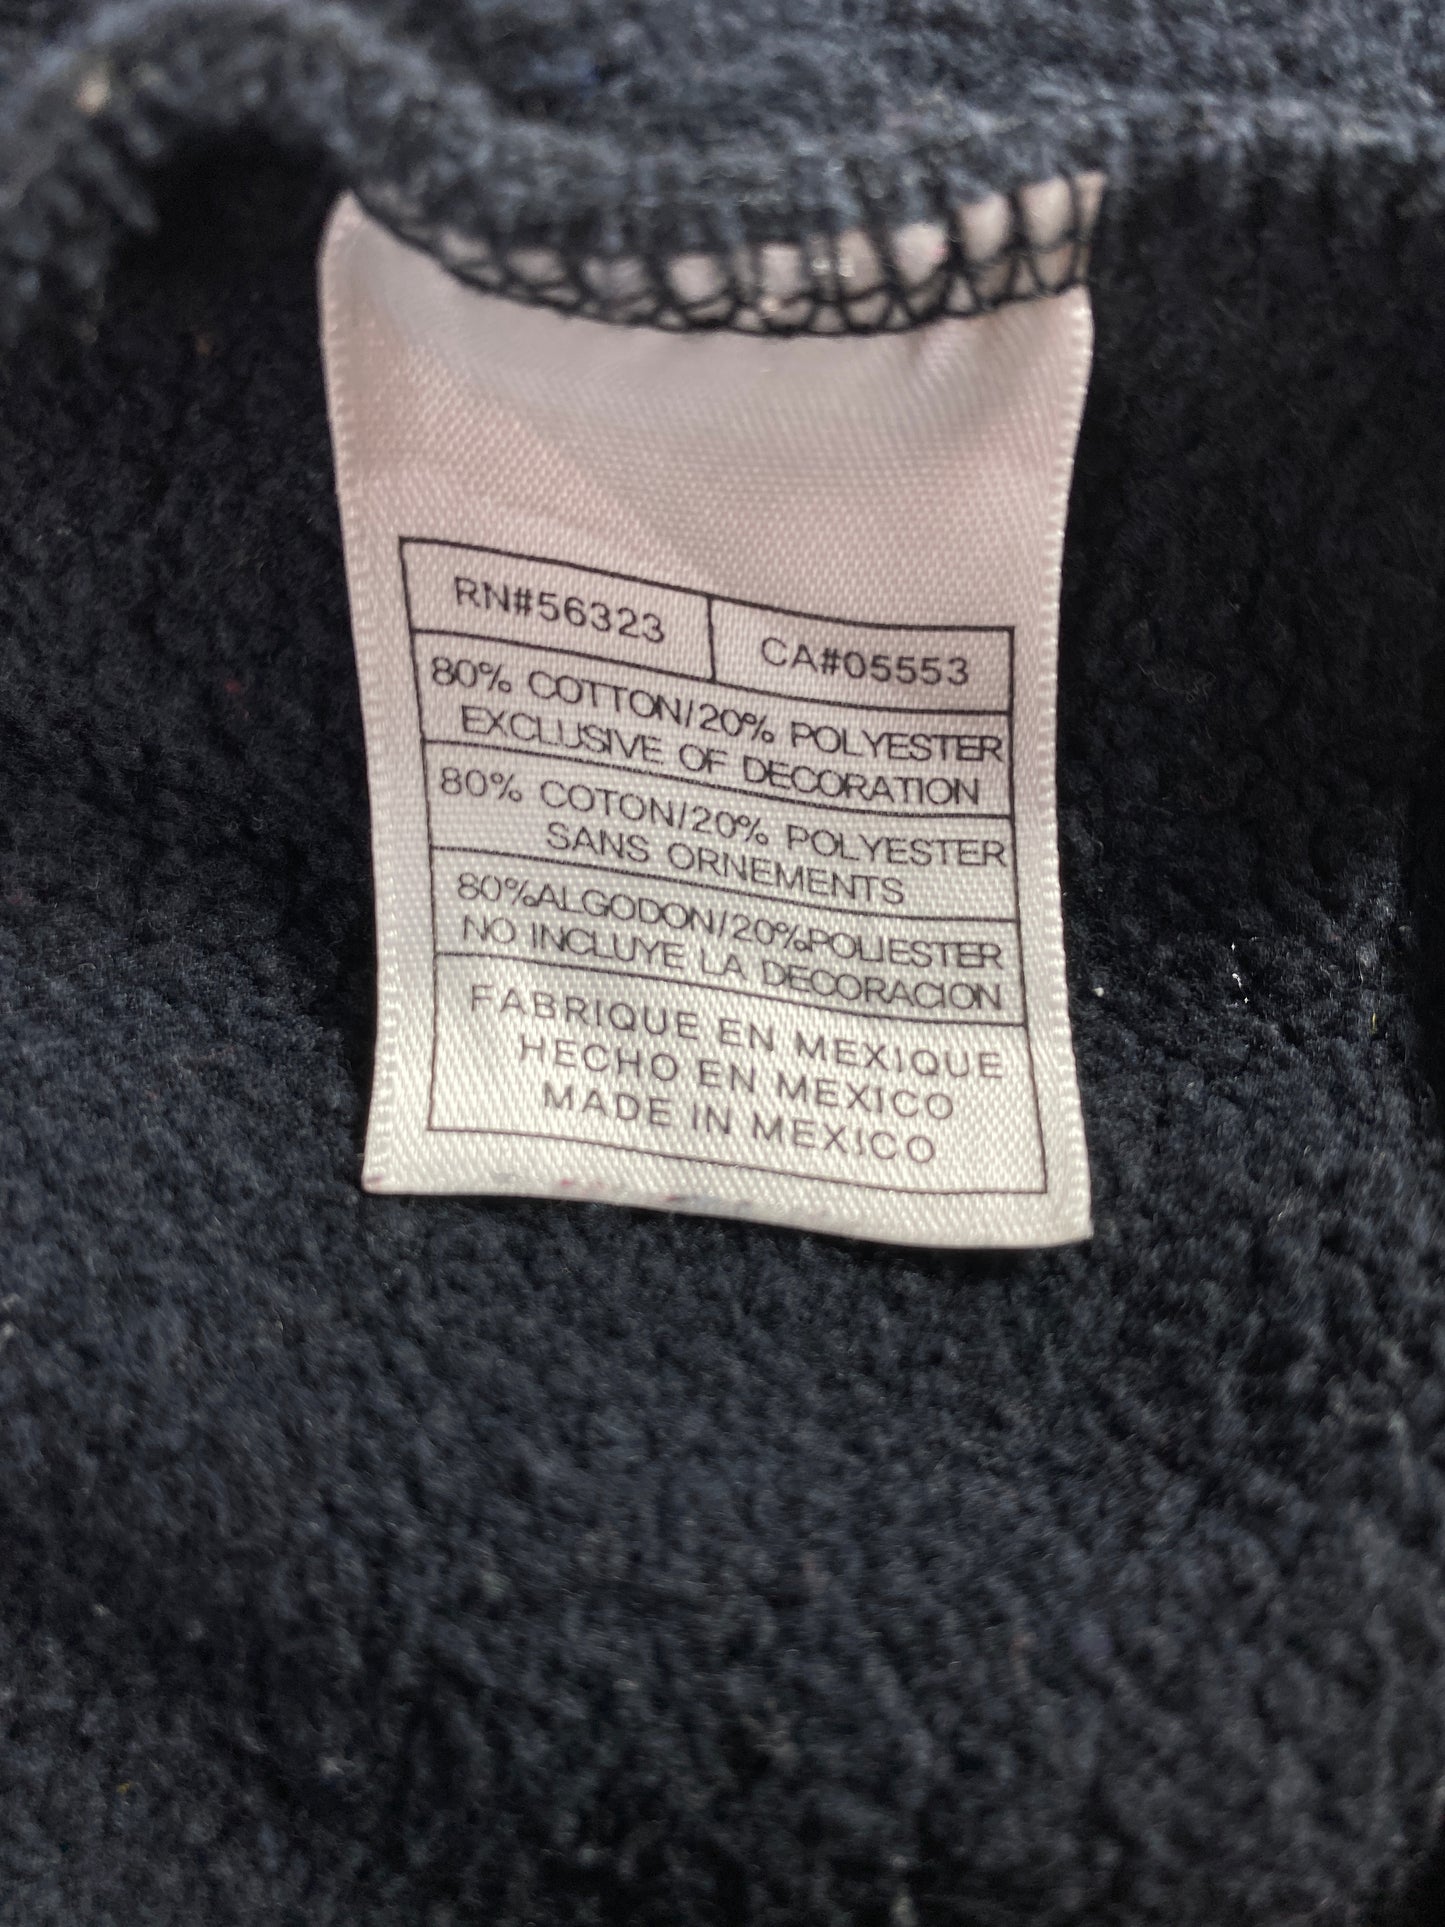 RN#56323 CA#05553
80% COTTON/20% POLYESTER
EXCLUSIVE OF DECORATION
80% COTON/20% POLYESTER
SANS ORNEMENTS
80%ALGODON/20%POLIESTER
NO INCLUYE LA DECORACION
FABRIQUE EN MEXIQUE
HECHO EN MEXICO
MADE IN MEXICO